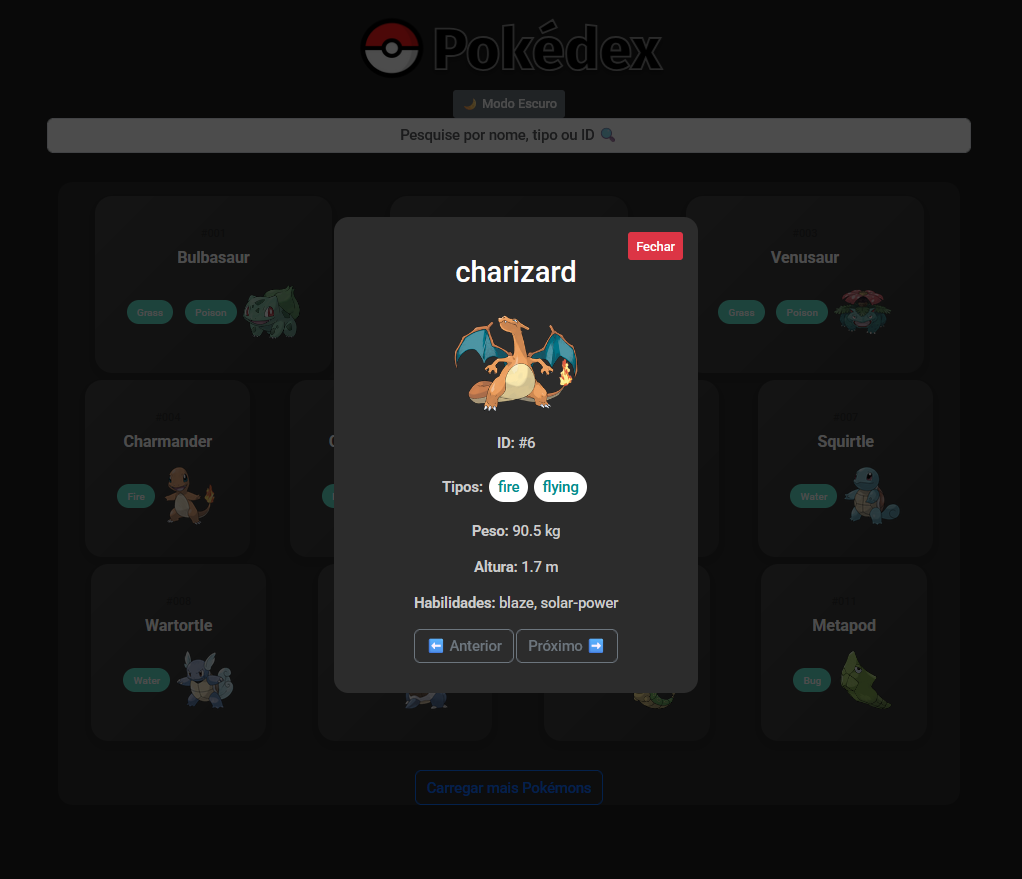 Pokédex
🌙 Modo Escuro
Pesquise por nome, tipo ou ID 🔍
Bulbasaur
Grass Poison
Venusaur
Grass Poison
Fechar
charizard
ID: #6
Tipos: fire flying
Peso: 90.5 kg
Altura: 1.7 m
Habilidades: blaze, solar-power
⬅️ Anterior Próximo ➡️
Charmander
Fire
Squirtle
Water
Wartortle
Water
Metapod
Bug
Carregar mais Pokémons